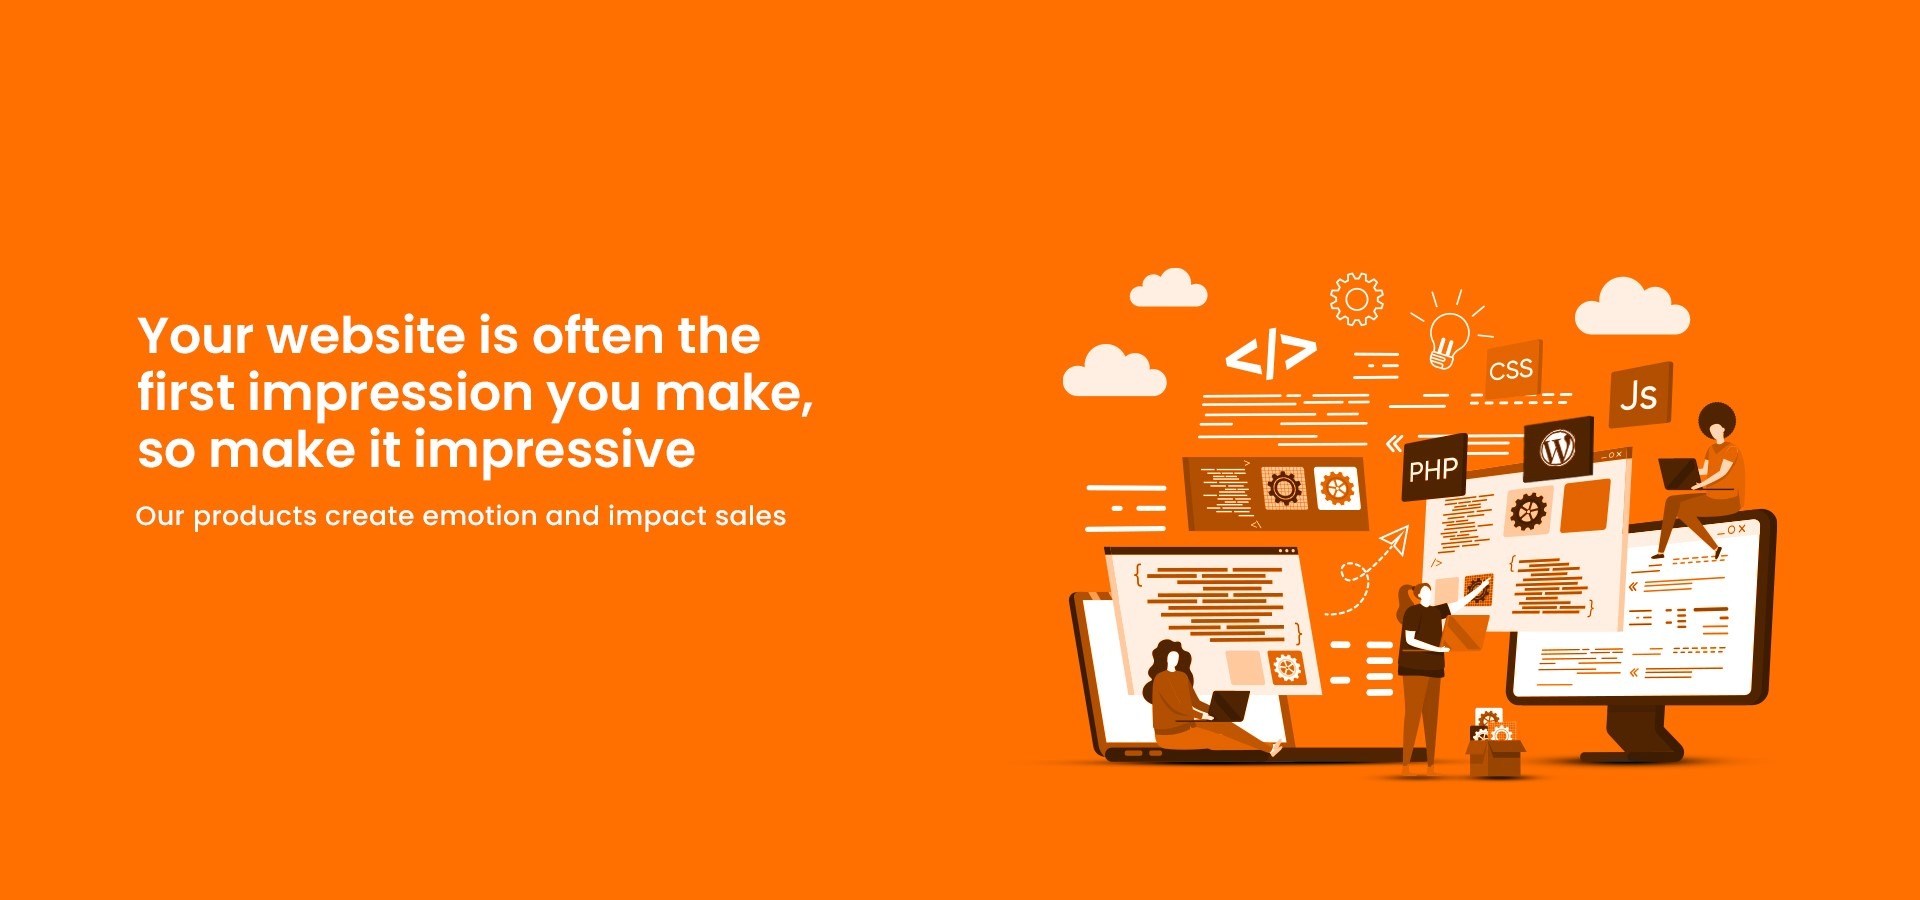 Your website is often the
first impression you make,
so make it impressive
Our products create emotion and impact sales
</>
CSS
Js
PHP
W
</>
{
}
{
}